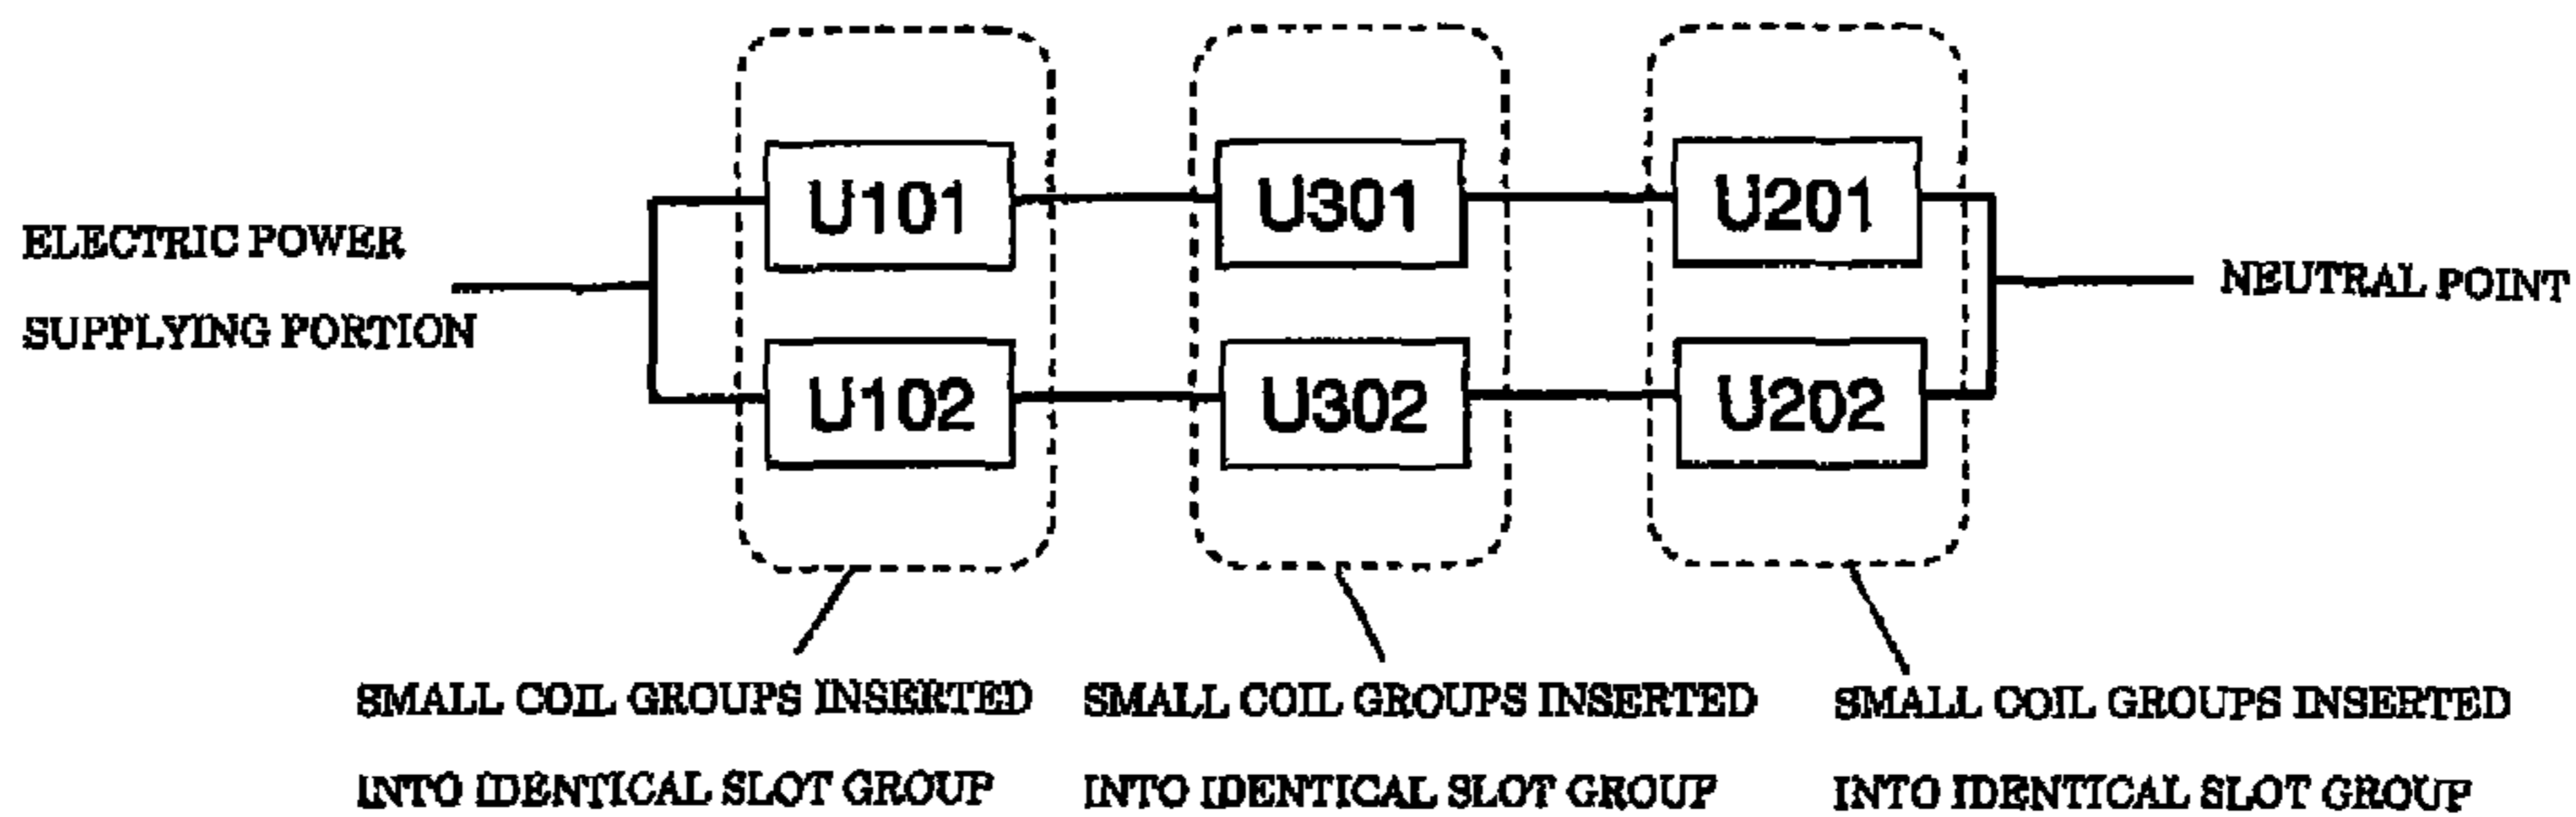 ELECTRIC POWER
SUPPLYING PORTION
U101
U301
U201
U102
U302
U202
NEUTRAL POINT
SMALL COIL GROUPS INSERTED
INTO IDENTICAL SLOT GROUP
SMALL COIL GROUPS INSERTED
INTO IDENTICAL SLOT GROUP
SMALL COIL GROUPS INSERTED
INTO IDENTICAL SLOT GROUP